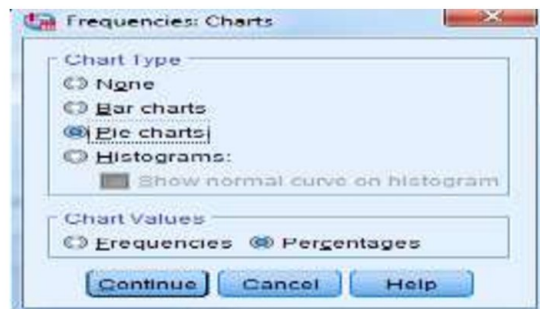 Frequencies: Charts
Chart Type
None
Bar charts
Pie charts
Histograms:
Show normal curve on histogram
Chart Values
Frequencies Percentages
Continue Cancel Help